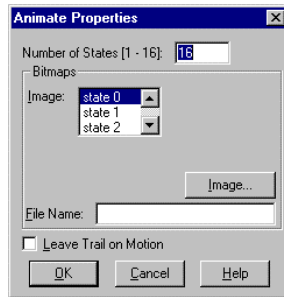 Animate Properties
Number of States [1 - 16]: 16
Bitmaps
Image: state 0
state 1
state 2
Image...
File Name:
Leave Trail on Motion
OK Cancel Help